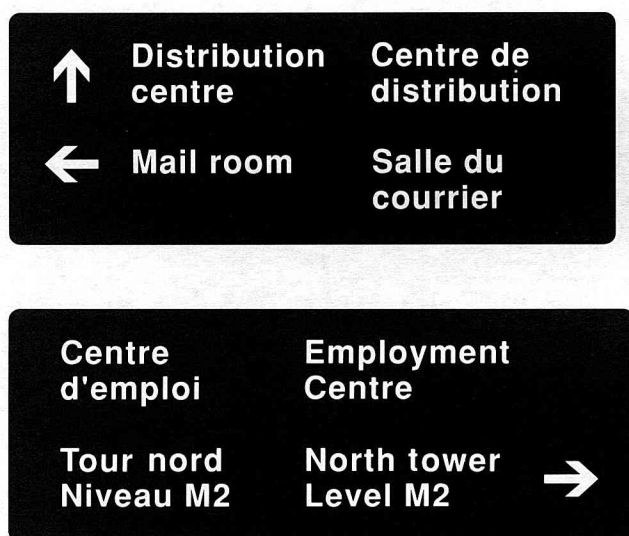 Distribution
centre
Centre de
distribution
Mail room
Salle du
courrier
Centre
d'emploi
Employment
Centre
Tour nord
Niveau M2
North tower
Level M2